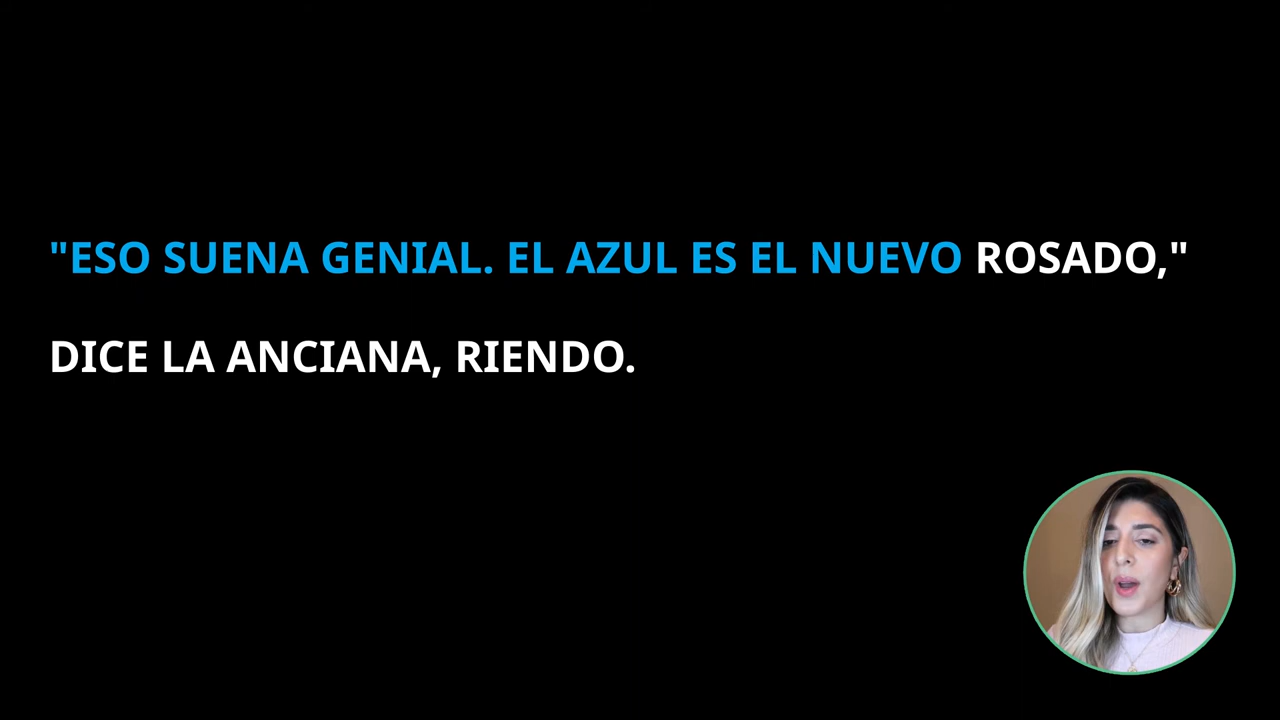 "ESO SUENA GENIAL. EL AZUL ES EL NUEVO ROSADO,"
DICE LA ANCIANA, RIENDO.